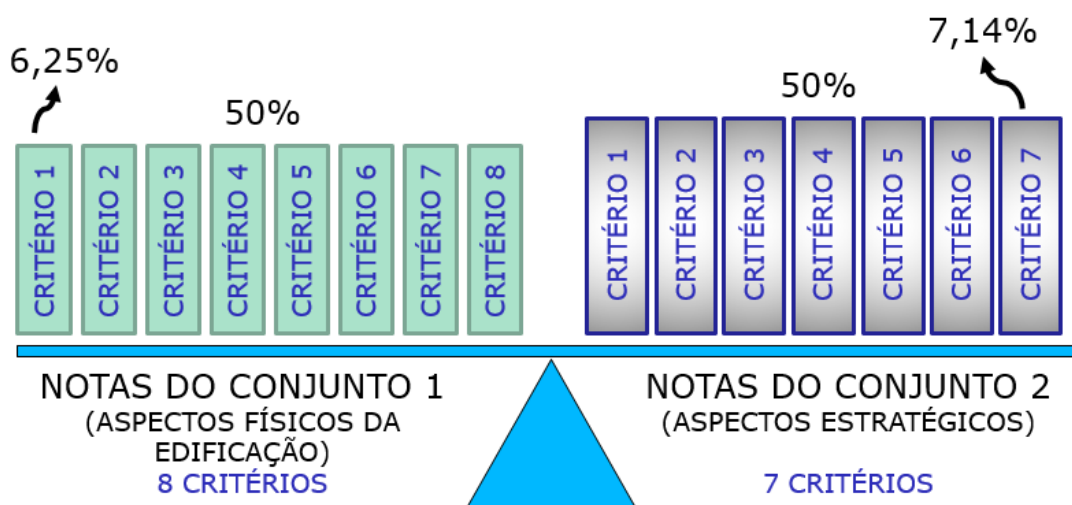 6,25%
50%
CRITÉRIO 1
CRITÉRIO 2
CRITÉRIO 3
CRITÉRIO 4
CRITÉRIO 5
CRITÉRIO 6
CRITÉRIO 7
CRITÉRIO 8
NOTAS DO CONJUNTO 1
(ASPECTOS FÍSICOS DA
EDIFICAÇÃO)
8 CRITÉRIOS
7,14%
50%
CRITÉRIO 1
CRITÉRIO 2
CRITÉRIO 3
CRITÉRIO 4
CRITÉRIO 5
CRITÉRIO 6
CRITÉRIO 7
NOTAS DO CONJUNTO 2
(ASPECTOS ESTRATÉGICOS)
7 CRITÉRIOS